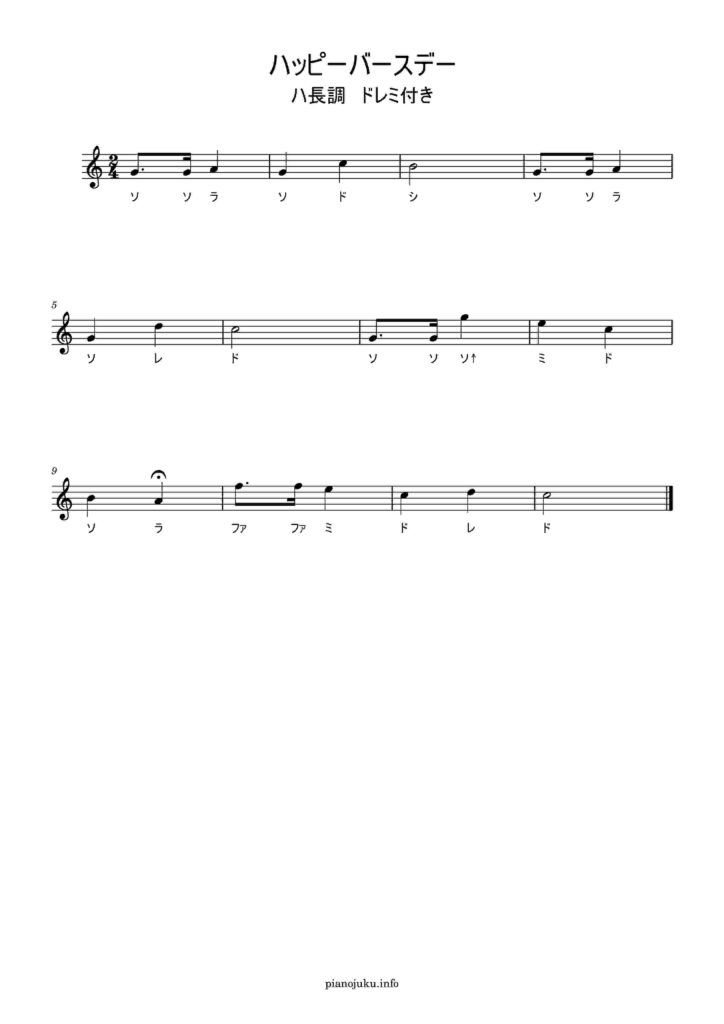 ハッピーバースデー
ハ長調 ドレミ付き
2
4
ソ ソ ラ ソ ド シ ソ ソ ラ
5
ソ レ ド ソ ソ ソ↑ ミ ド
9
ソ ラ ファ ファ ミ ド レ ド
pianojuku.info